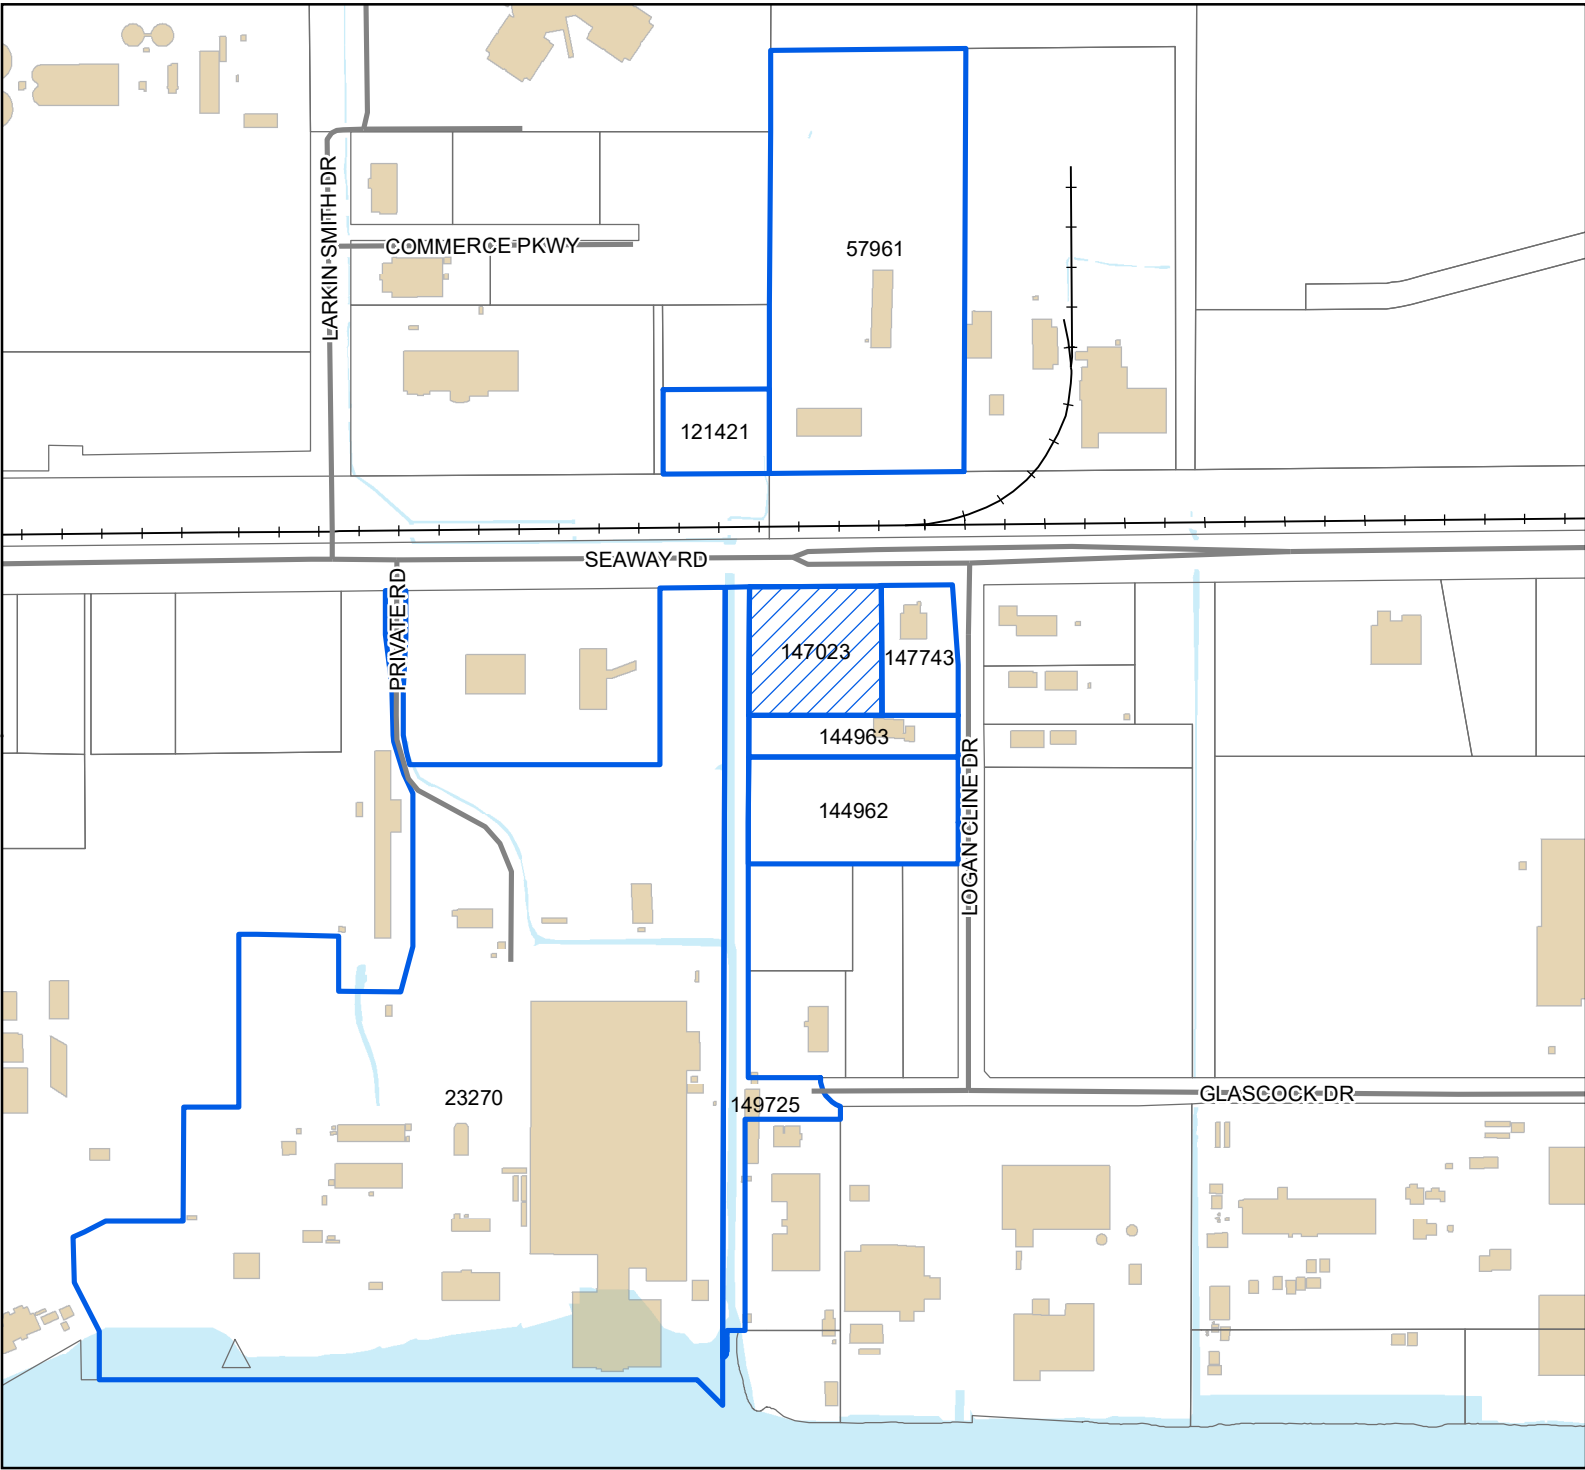 LARKIN SMITH DR
COMMERCE PKWY
57961
121421
SEAWAY RD
PRIVATE RD
147023
147743
144963
144962
LOGAN CLINE DR
23270
149725
GLASCOCK DR